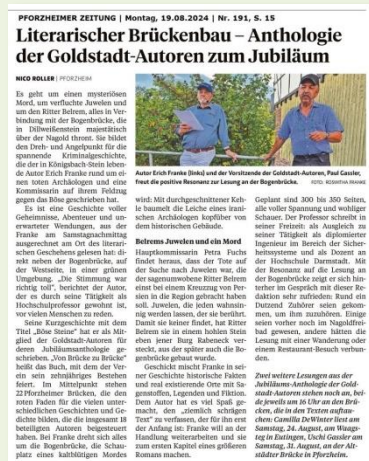 PFORZHEIMER ZEITUNG | Montag, 19.08.2024 | Nr. 191, S. 15
Literarischer Brückenbau – Anthologie
der Goldstadt-Autoren zum Jubiläum
NICO ROLLER | PFORZHEIM
Es geht um einen mysteriösen
Mord, um verfluchte Juwelen und
um den Ritter Belrem, alles in Ver-
bindung mit der Bogenbrücke, die
in Dillweißenstein majestätisch
über der Nagold thront. Sie bildet
den Dreh- und Angelpunkt für die
spannende Kriminalgeschichte,
die der in Königsbach-Stein leben-
de Autor Erich Franke rund um ei-
nen toten Archäologen und eine
Kommissarin auf ihrem Feldzug
gegen das Böse geschrieben hat.
Es ist eine Geschichte voller
Geheimnisse, Abenteuer und un-
erwarteter Wendungen, aus der
Franke am Samstagnachmittag
ausgerechnet am Ort des literari-
schen Geschehens gelesen hat: di-
rekt neben der Bogenbrücke, auf
der Westseite, in einer grünen
Umgebung. „Die Stimmung war
richtig toll“, berichtet der Autor,
der es durch seine Tätigkeit als
Hochschulprofessor gewohnt ist,
vor vielen Menschen zu reden.
Seine Kurzgeschichte mit dem
Titel „Böse Steine“ hat er als Mit-
glied der Goldstadt-Autoren für
deren Jubiläumsanthologie ge-
schrieben. „Von Brücke zu Brücke“
heißt das Buch, mit dem der Ver-
ein sein zehnjähriges Bestehen
feiert. Im Mittelpunkt stehen
22 Pforzheimer Brücken, die den
roten Faden für die vielen unter-
schiedlichen Geschichten und Ge-
dichte bilden, die die insgesamt 18
beteiligten Autoren beigesteuert
haben. Bei Franke dreht sich alles
um die Bogenbrücke, die Schau-
platz eines kaltblütigen Mordes
Autor Erich Franke (links) und der Vorsitzende der Goldstadt-Autoren, Paul Gassler,
freut die positive Resonanz zur Lesung an der Bogenbrücke.
FOTO: ROSWITHA FRANKE
wird: Mit durchgeschnittener Keh-
le baumelt die Leiche eines irani-
schen Archäologen kopfüber von
dem historischen Gebäude.
Belrems Juwelen und ein Mord
Hauptkommissarin Petra Fuchs
findet heraus, dass der Tote auf
der Suche nach Juwelen war, die
der sagenumwobene Ritter Belrem
einst bei einem Kreuzzug von Per-
sien in die Region gebracht haben
soll. Juwelen, die jeden wahnsin-
nig werden lassen, der sie berührt.
Damit sie keiner findet, hat Ritter
Belrem sie in einem hohlen Stein
eben jener Burg Rabeneck ver-
steckt, aus der später auch die Bo-
genbrücke gebaut wurde.
Geschickt mischt Franke in sei-
ner Geschichte historische Fakten
und real existierende Orte mit Sa-
genstoffen, Legenden und Fiktion.
Dem Autor hat es Spaß ge-
macht, den „ziemlich schrägen
Text“ zu verfassen, der für ihn erst
der Anfang ist: Franke will an der
Handlung weiterarbeiten und sie
zum ersten Kapitel eines größeren
Romans machen.
Geplant sind 300 bis 350 Seiten,
alle voller Spannung und wohliger
Schauer. Der Professor schreibt in
seiner Freizeit: als Ausgleich zu
seiner Tätigkeit als diplomierter
Ingenieur im Bereich der Sicher-
heitssysteme und als Dozent an
der Hochschule Darmstadt. Mit
der Resonanz auf die Lesung an
der Bogenbrücke zeigt er sich hin-
terher im Gespräch mit dieser Re-
daktion sehr zufrieden: Rund ein
Dutzend Zuhörer seien gekom-
men, um ihm zuzuhören. Einige
seien vorher noch im Nagoldfrei-
bad gewesen, andere hätten die
Lesung mit einer Wanderung oder
einem Restaurant-Besuch verbun-
den.
Zwei weitere Lesungen aus der
Jubiläums-Anthologie der Gold-
stadt-Autoren stehen noch an, bei-
de jeweils um 16 Uhr an den Brü-
cken, die in den Texten auftau-
chen: Camilla DeWinter liest am
Samstag, 24. August, am Waag-
steg in Eutingen, Uschi Gassler am
Samstag, 31. August, an der Alt-
städter Brücke in Pforzheim.